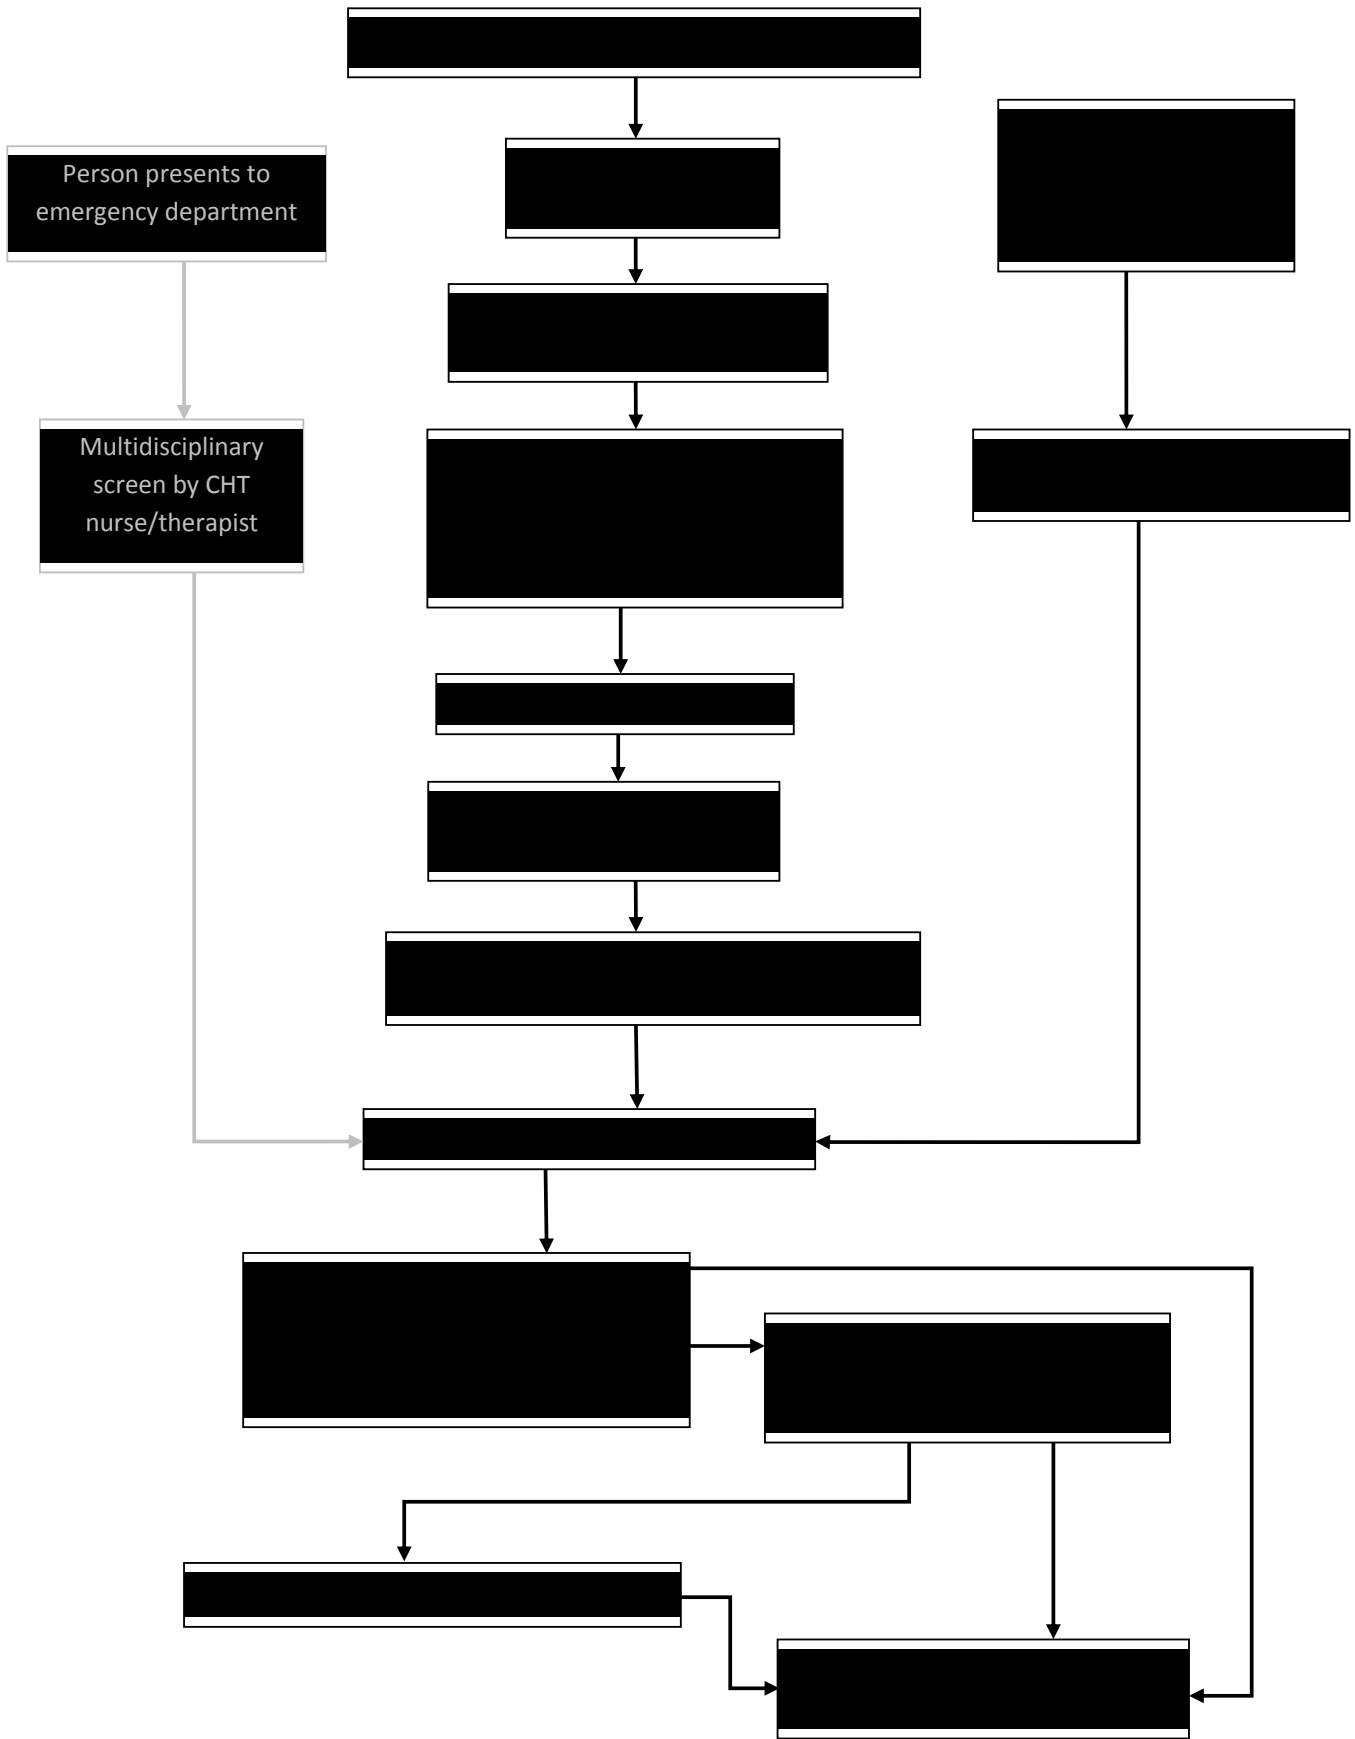 Person presents to
emergency department
Multidisciplinary
screen by CHT
nurse/therapist